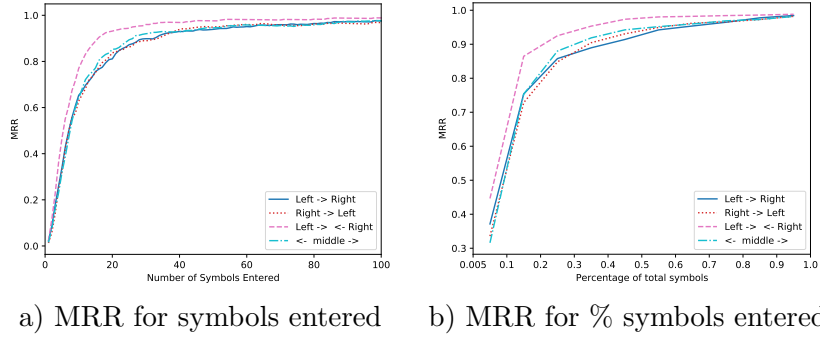 1.0
0.8
0.6
0.4
0.2
0.0
MRR
0 20 40 60 80 100
Number of Symbols Entered
Left -> Right
Right -> Left
Left -> <- Right
<- middle ->
1.0
0.9
0.8
0.7
0.6
0.5
0.4
0.3
MRR
0.005 0.1 0.2 0.3 0.4 0.5 0.6 0.7 0.8 0.9 1.0
Percentage of total symbols
Left -> Right
Right -> Left
Left -> <- Right
<- middle ->
a) MRR for symbols entered
b) MRR for % symbols entered